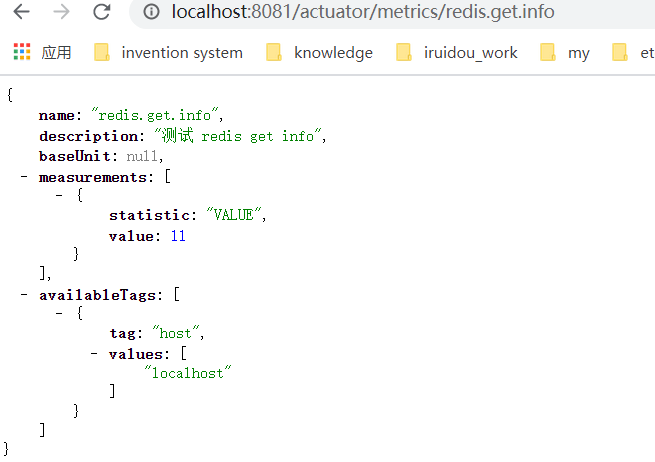 localhost:8081/actuator/metrics/redis.get.info
应用 invention system knowledge iruidou_work my et
{
name: "redis.get.info",
description: "测试 redis get info",
baseUnit: null,
- measurements: [
- {
statistic: "VALUE",
value: 11
}
],
- availableTags: [
- {
tag: "host",
- values: [
"localhost"
]
}
]
}